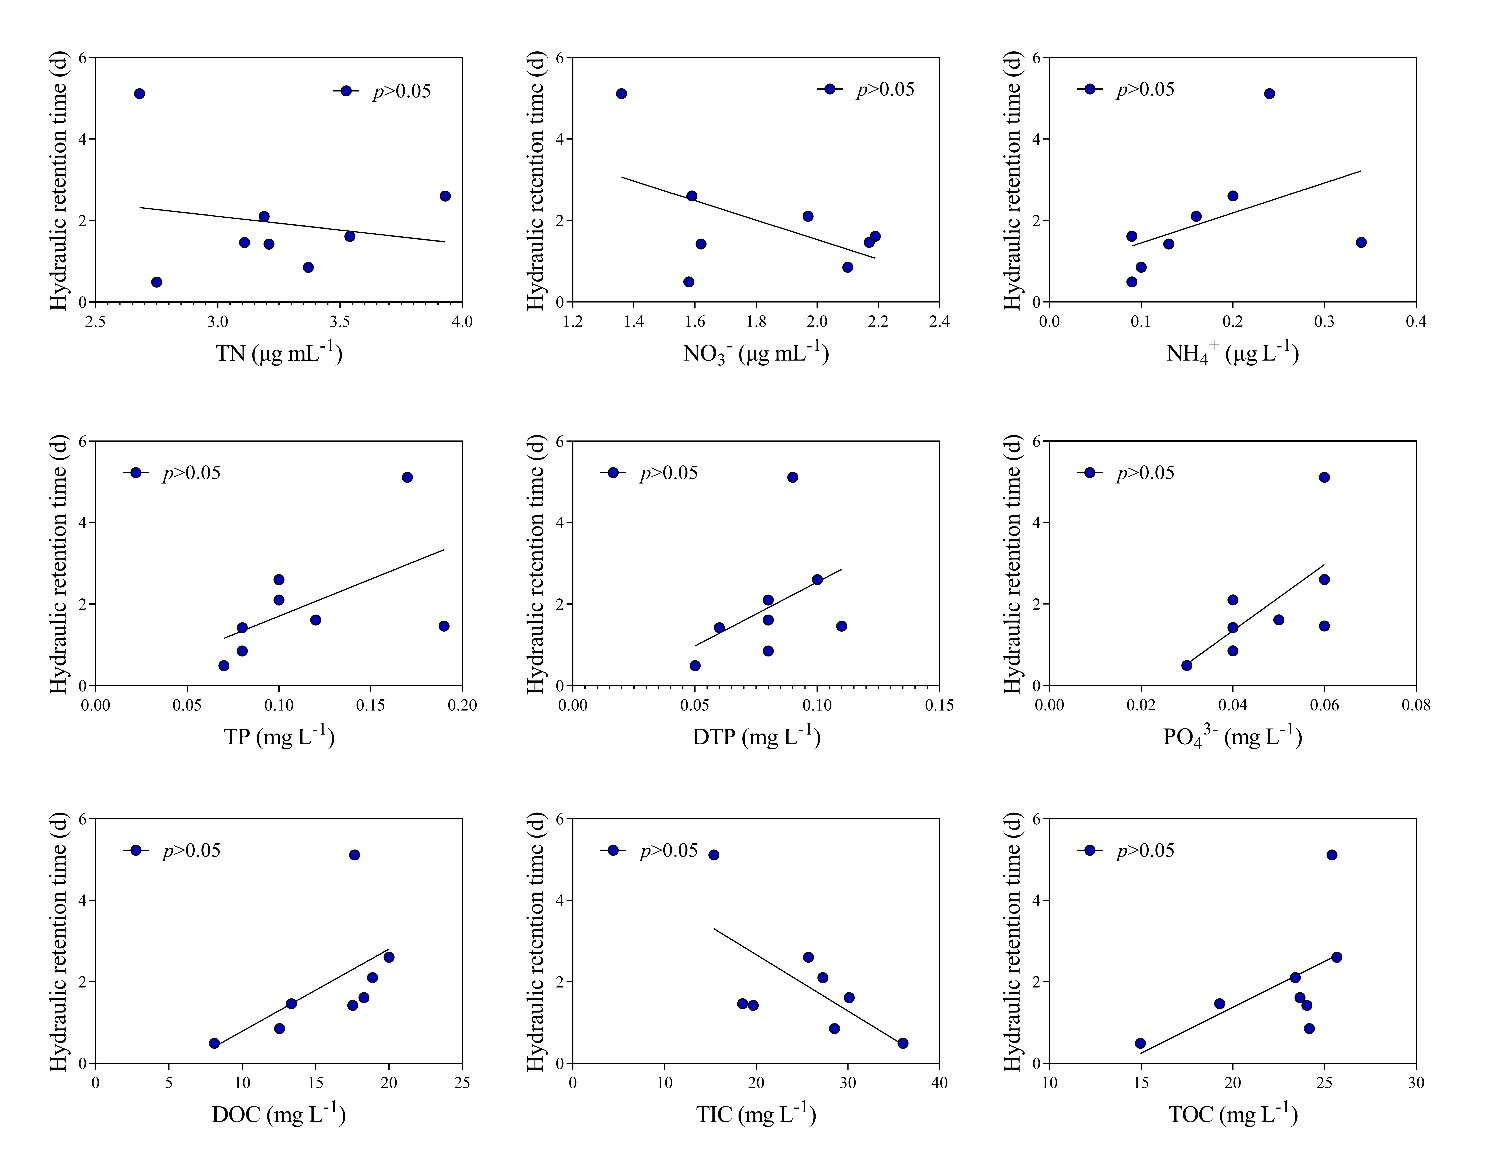 Hydraulic retention time (d)
6
4
2
0
p>0.05
2.5 3.0 3.5 4.0
TN (µg mL-1)
Hydraulic retention time (d)
6
4
2
0
p>0.05
1.2 1.4 1.6 1.8 2.0 2.2 2.4
NO3- (µg mL-1)
Hydraulic retention time (d)
6
4
2
0
p>0.05
0.0 0.1 0.2 0.3 0.4
NH4+ (µg L-1)
Hydraulic retention time (d)
6
4
2
0
p>0.05
0.00 0.05 0.10 0.15 0.20
TP (mg L-1)
Hydraulic retention time (d)
6
4
2
0
p>0.05
0.00 0.05 0.10 0.15
DTP (mg L-1)
Hydraulic retention time (d)
6
4
2
0
p>0.05
0.00 0.02 0.04 0.06 0.08
PO43- (mg L-1)
Hydraulic retention time (d)
6
4
2
0
p>0.05
0 5 10 15 20 25
DOC (mg L-1)
Hydraulic retention time (d)
6
4
2
0
p>0.05
0 10 20 30 40
TIC (mg L-1)
Hydraulic retention time (d)
6
4
2
0
p>0.05
10 15 20 25 30
TOC (mg L-1)